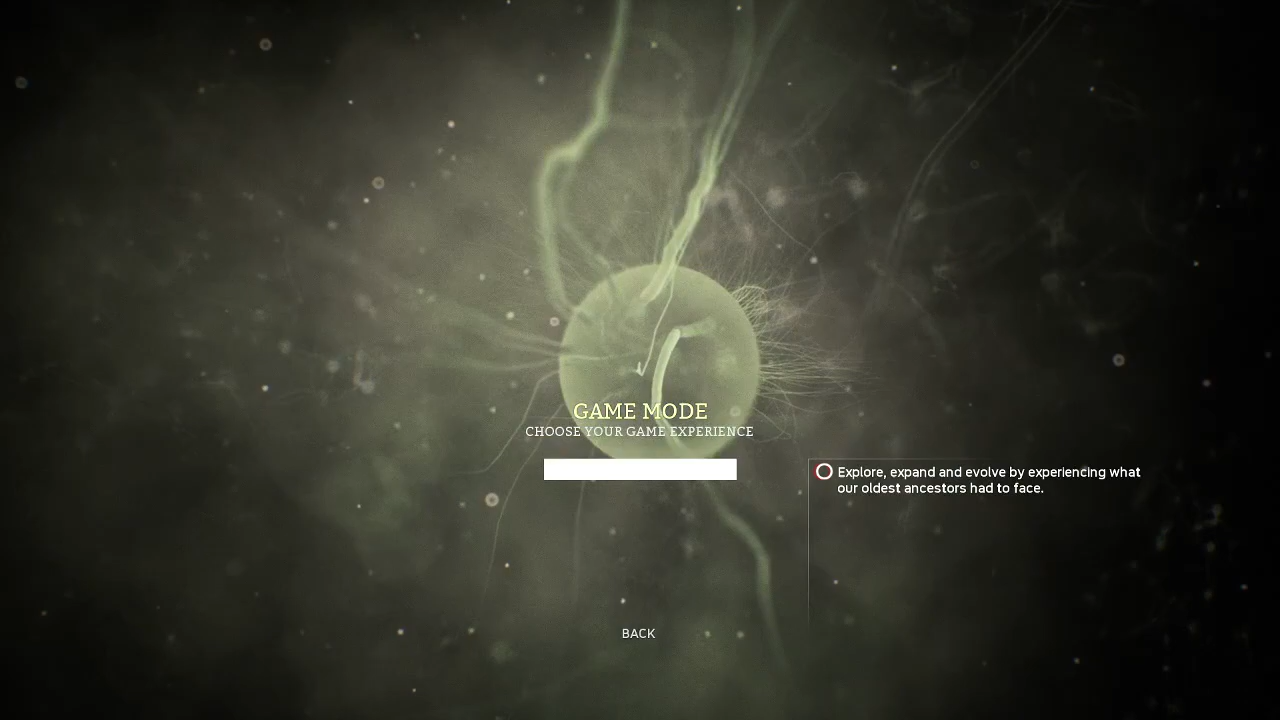 GAME MODE
CHOOSE YOUR GAME EXPERIENCE
Explore, expand and evolve by experiencing what
our oldest ancestors had to face.
BACK